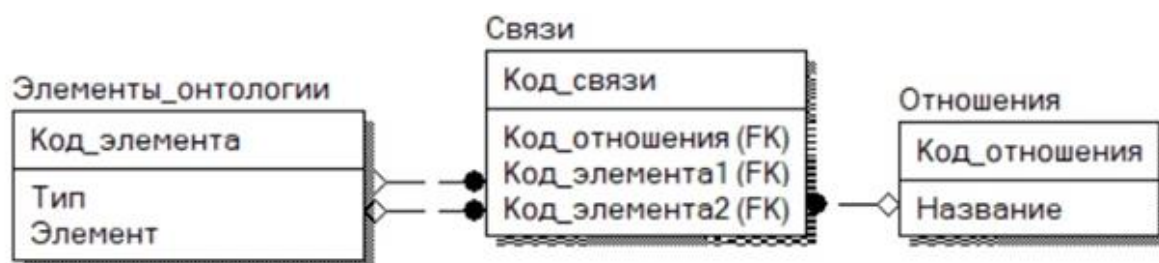 Элементы_онтологии
Код_элемента
Тип
Элемент
Связи
Код_связи
Код_отношения (FK)
Код_элемента1 (FK)
Код_элемента2 (FK)
Отношения
Код_отношения
Название